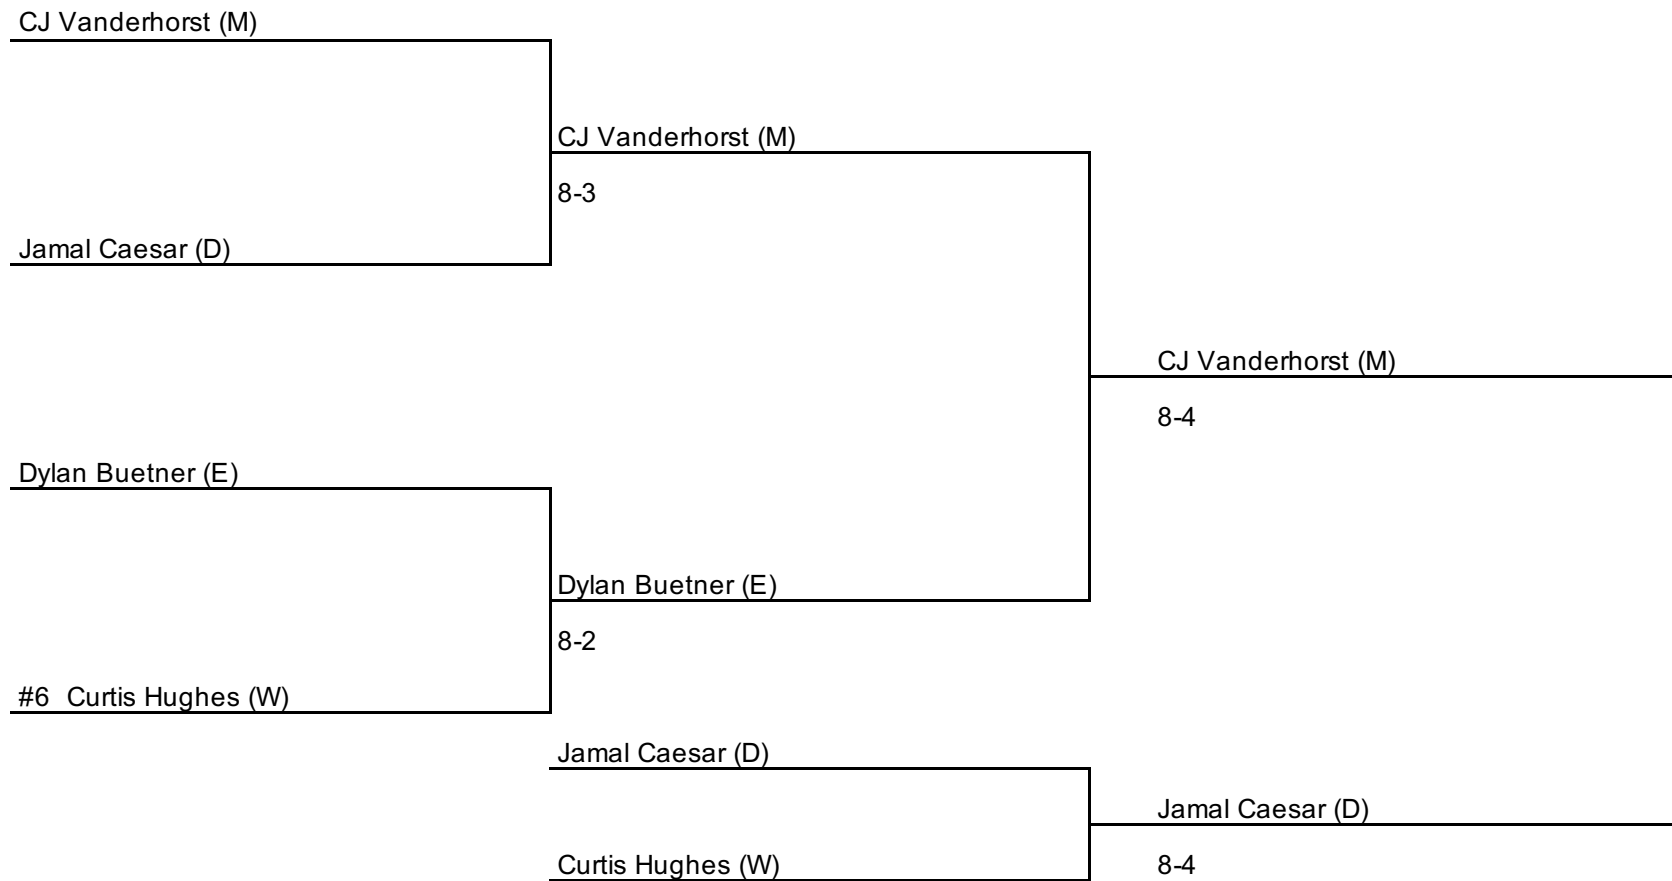 CJ Vanderhorst (M)
CJ Vanderhorst (M)
8-3
Jamal Caesar (D)
CJ Vanderhorst (M)
8-4
Dylan Buetner (E)
Dylan Buetner (E)
8-2
#6 Curtis Hughes (W)
Jamal Caesar (D)
Jamal Caesar (D)
Curtis Hughes (W)
8-4